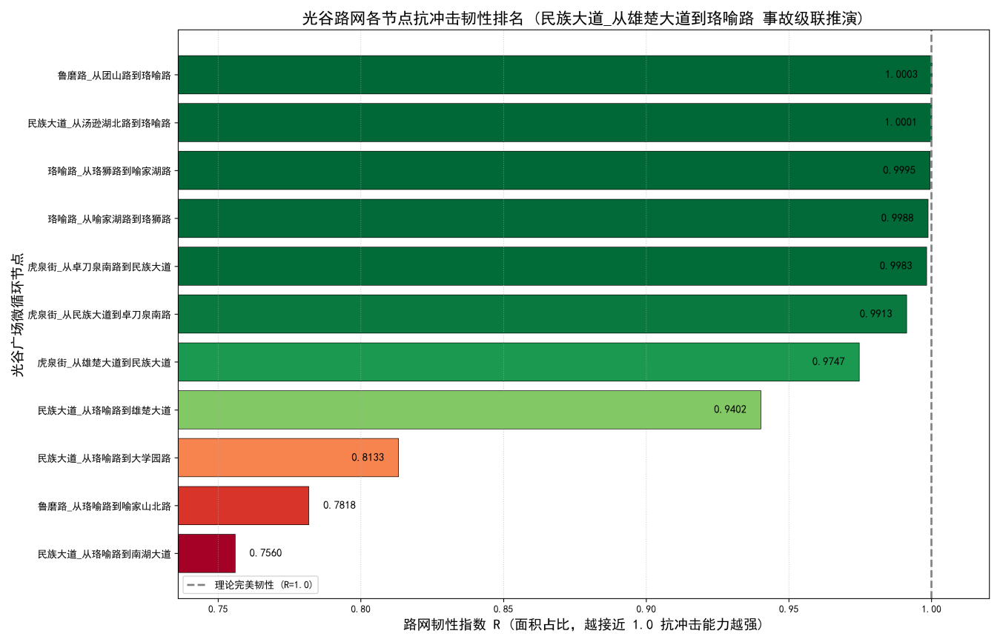 光谷路网各节点抗冲击韧性排名 (民族大道_从雄楚大道到珞喻路 事故级联推演)
光谷广场微循环节点
鲁磨路_从团山路到珞喻路 1.0003
民族大道_从汤逊湖北路到珞喻路 1.0001
珞喻路_从珞狮路到喻家湖路 0.9995
珞喻路_从喻家湖路到珞狮路 0.9988
虎泉街_从卓刀泉南路到民族大道 0.9983
虎泉街_从民族大道到卓刀泉南路 0.9913
虎泉街_从雄楚大道到民族大道 0.9747
民族大道_从珞喻路到雄楚大道 0.9402
民族大道_从珞喻路到大学园路 0.8133
鲁磨路_从珞喻路到喻家山北路 0.7818
民族大道_从珞喻路到南湖大道 0.7560
理论完美韧性 (R=1.0)
0.75 0.80 0.85 0.90 0.95 1.00
路网韧性指数 R (面积占比, 越接近 1.0 抗冲击能力越强)